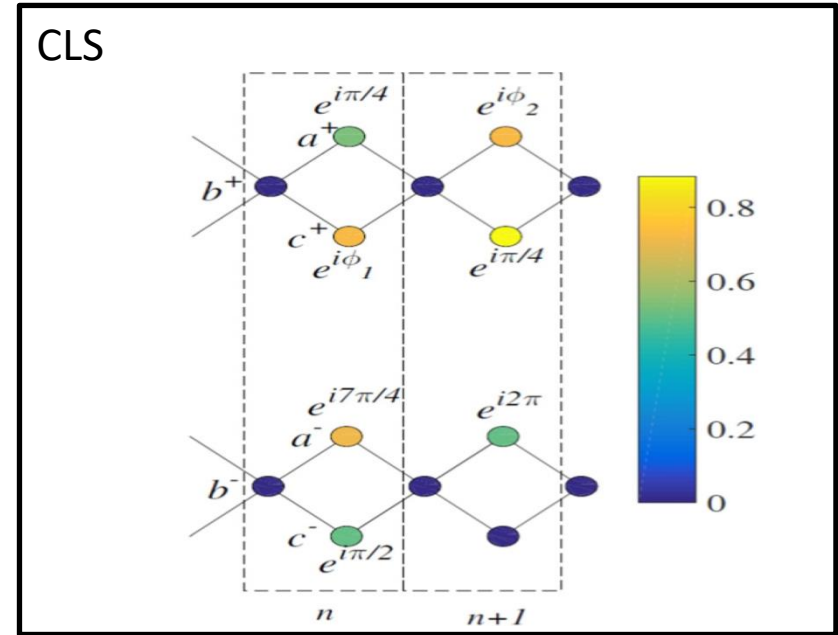 CLS
e^{iπ/4} e^{iϕ_2}
a^+
b^+
c^+
e^{iϕ_1} e^{iπ/4}
0.8
0.6
0.4
0.2
0
e^{i7π/4} e^{i2π}
a^-
b^-
c^-
e^{iπ/2}
n n+1